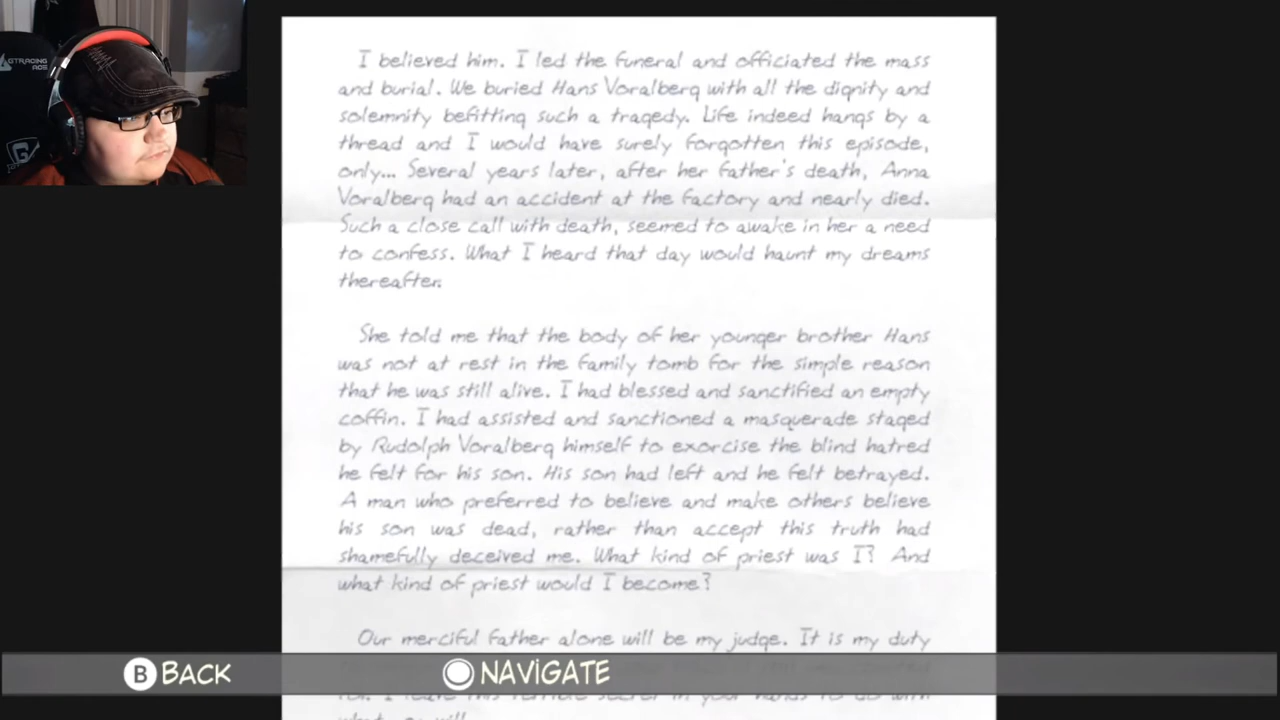 GTRACING
ACE
I believed him. I led the funeral and officiated the mass
and burial. We buried Hans Voralberg with all the dignity and
solemnity befitting such a tragedy. Life indeed hangs by a
thread and I would have surely forgotten this episode,
only... Several years later, after her father's death, Anna
Voralberg had an accident at the factory and nearly died.
Such a close call with death, seemed to awake in her a need
to confess. What I heard that day would haunt my dreams
thereafter.
She told me that the body of her younger brother Hans
was not at rest in the family tomb for the simple reason
that he was still alive. I had blessed and sanctified an empty
coffin. I had assisted and sanctioned a masquerade staged
by Rudolph Voralberg himself to exorcise the blind hatred
he felt for his son. His son had left and he felt betrayed.
A man who preferred to believe and make others believe
his son was dead, rather than accept this truth had
shamefully deceived me. What kind of priest was I? And
what kind of priest would I become?
Our merciful Father alone will be my judge. It is my duty
B BACK NAVIGATE